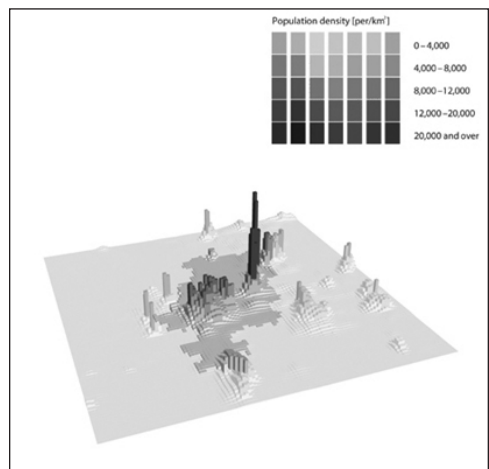 Population density [per/km²]
0–4,000
4,000–8,000
8,000–12,000
12,000–20,000
20,000 and over